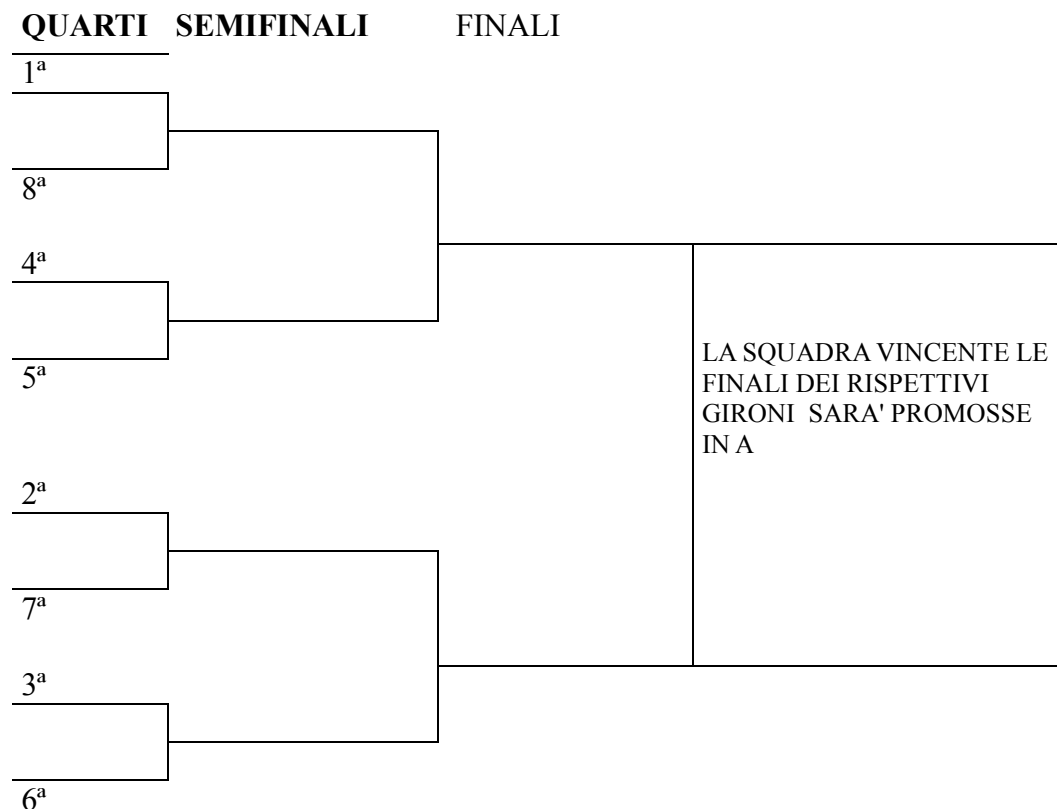 QUARTI SEMIFINALI FINALI
1ª
8ª
4ª
5ª
LA SQUADRA VINCENTE LE
FINALI DEI RISPETTIVI
GIRONI SARA' PROMOSSE
IN A
2ª
7ª
3ª
6ª